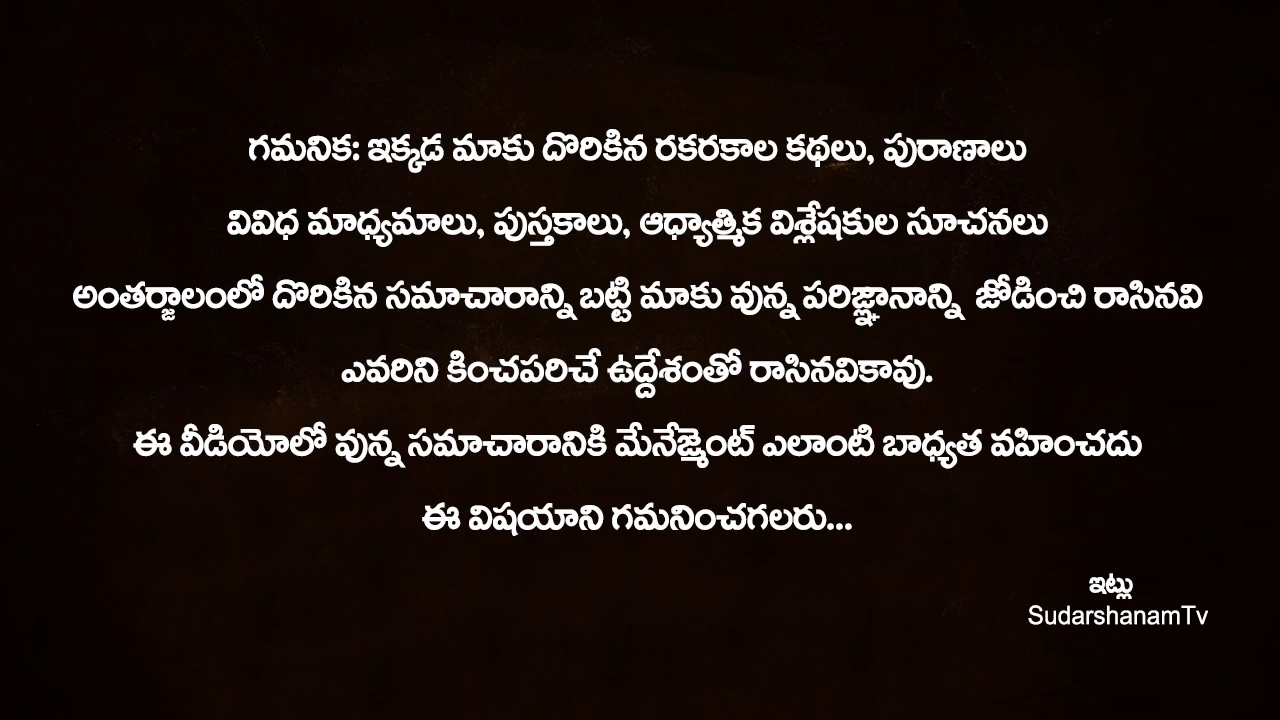 గమనిక: ఇక్కడ మాకు దొరికిన రకరకాల కథలు, పురాణాలు
వివిధ మాధ్యమాలు, పుస్తకాలు, ఆధ్యాత్మిక విశ్లేషకుల సూచనలు
అంతర్జాలంలో దొరికిన సమాచారాన్ని బట్టి మాకు వున్న పరిజ్ఞానాన్ని జోడించి రాసినవి
ఎవరిని కించపరిచే ఉద్దేశంతో రాసినవికావు.
ఈ వీడియోలో వున్న సమాచారానికి మేనేజ్మెంట్ ఎలాంటి బాధ్యత వహించదు
ఈ విషయాని గమనించగలరు...
ఇట్లు
SudarshanamTv